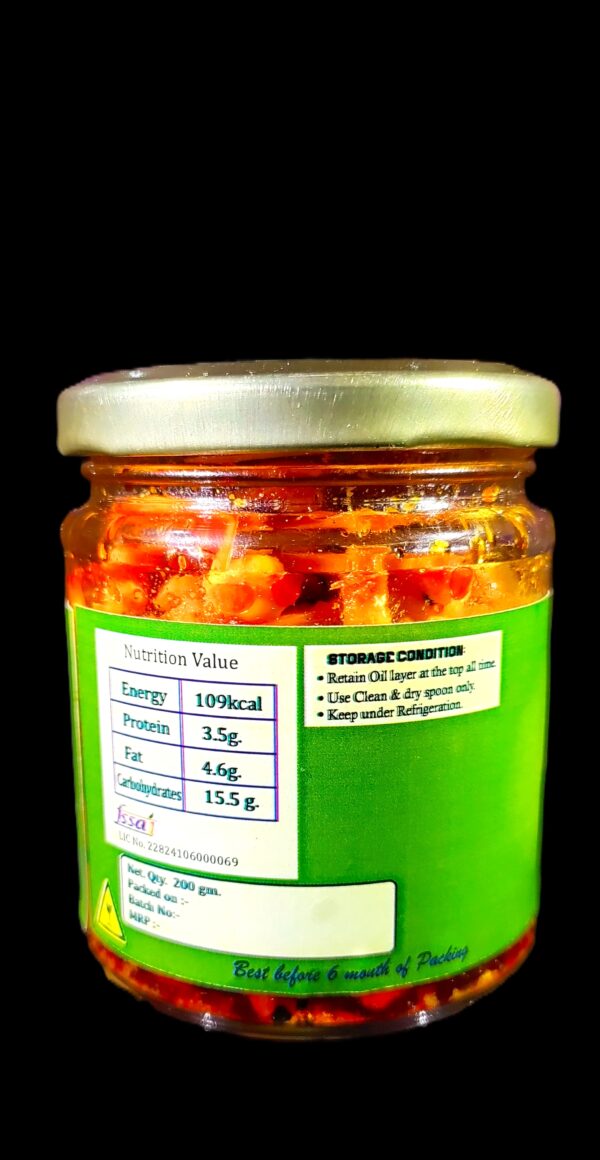 Nutrition Value
Energy 109kcal
Protein 3.5g.
Fat 4.6g.
Carbohydrates 15.5 g.
fssai
LIC No. 22824106000069
STORAGE CONDITION:
• Retain Oil layer at the top all time.
• Use Clean & dry spoon only.
• Keep under Refrigeration.
Net. Qty. 200 gm.
Packed on :-
Batch No:-
MRP :-
Best before 6 month of Packing